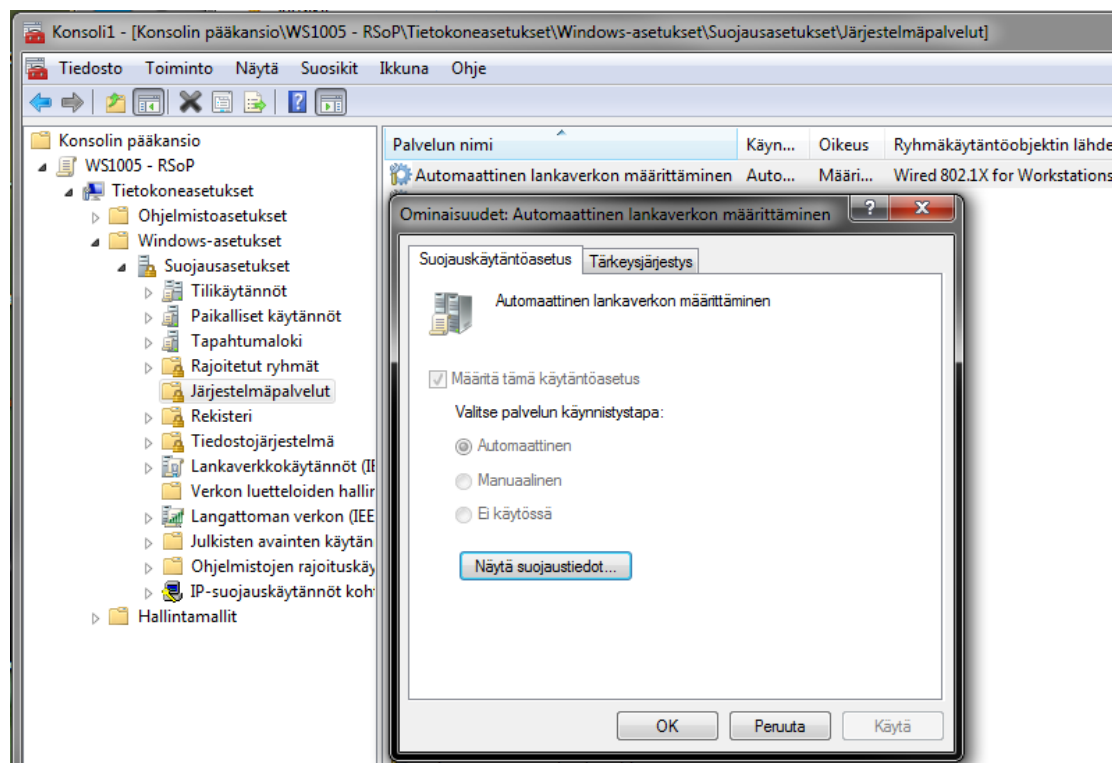 Konsoli1 - [Konsolin pääkansio\WS1005 - RSoP\Tietokoneasetukset\Windows-asetukset\Suojausasetukset\Järjestelmäpalvelut]
Tiedosto Toiminto Näytä Suosikit Ikkuna Ohje
Konsolin pääkansio
WS1005 - RSoP
Tietokoneasetukset
Ohjelmistoasetukset
Windows-asetukset
Suojausasetukset
Tilikäytännöt
Paikalliset käytännöt
Tapahtumaloki
Rajoitetut ryhmät
Järjestelmäpalvelut
Rekisteri
Tiedostojärjestelmä
Lankaverkkokäytännöt (IE
Verkon luetteloiden hallir
Langattoman verkon (IEE
Julkisten avainten käytän
Ohjelmistojen rajoituskäy
IP-suojauskäytännöt koh
Hallintamallit
Palvelun nimi Käyn... Oikeus Ryhmäkäytäntöobjektin lähde
Automaattinen lankaverkon määrittäminen Auto... Määri... Wired 802.1X for Workstations
Ominaisuudet: Automaattinen lankaverkon määrittäminen
Suojauskäytäntöasetus Tärkeysjärjestys
Automaattinen lankaverkon määrittäminen
Määritä tämä käytäntöasetus
Valitse palvelun käynnistystapa:
Automaattinen
Manuaalinen
Ei käytössä
Näytä suojaustiedot...
OK Peruuta Käytä